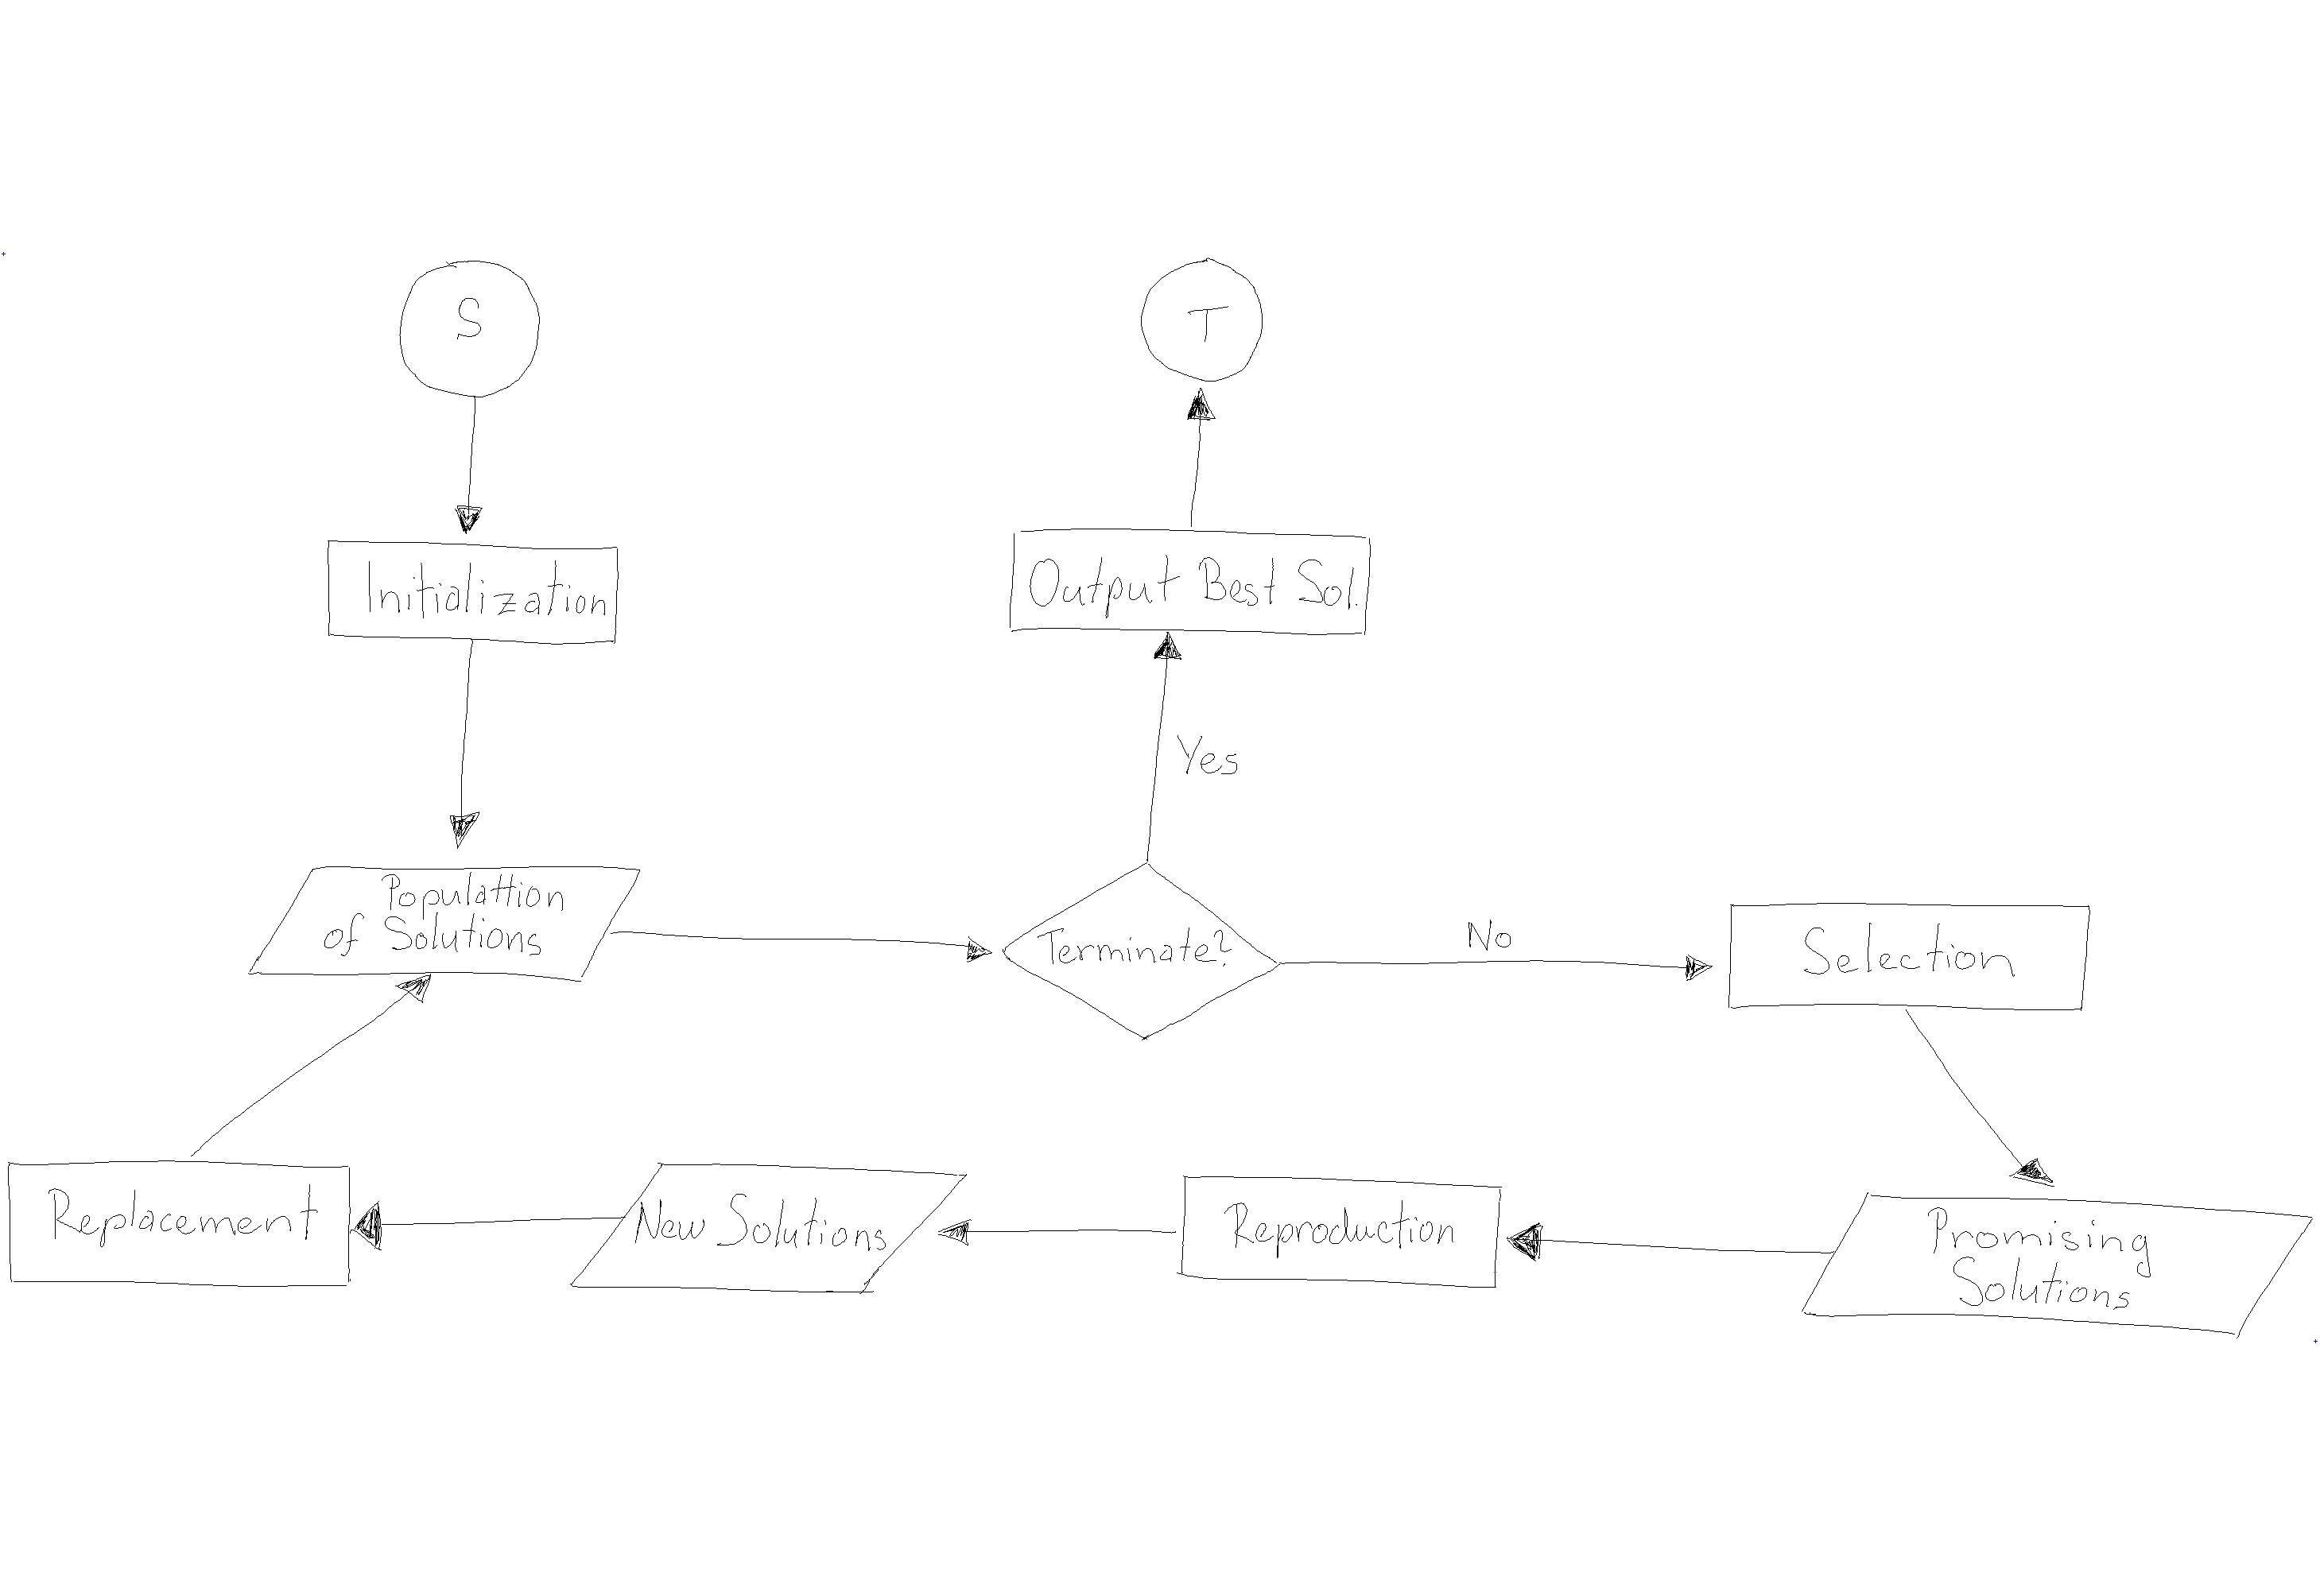 S
T
Initialization
Output Best Sol.
Yes
Populattion
of Solutions
Terminate?
No
Selection
Replacement
New Solutions
Reproduction
Promising
Solutions